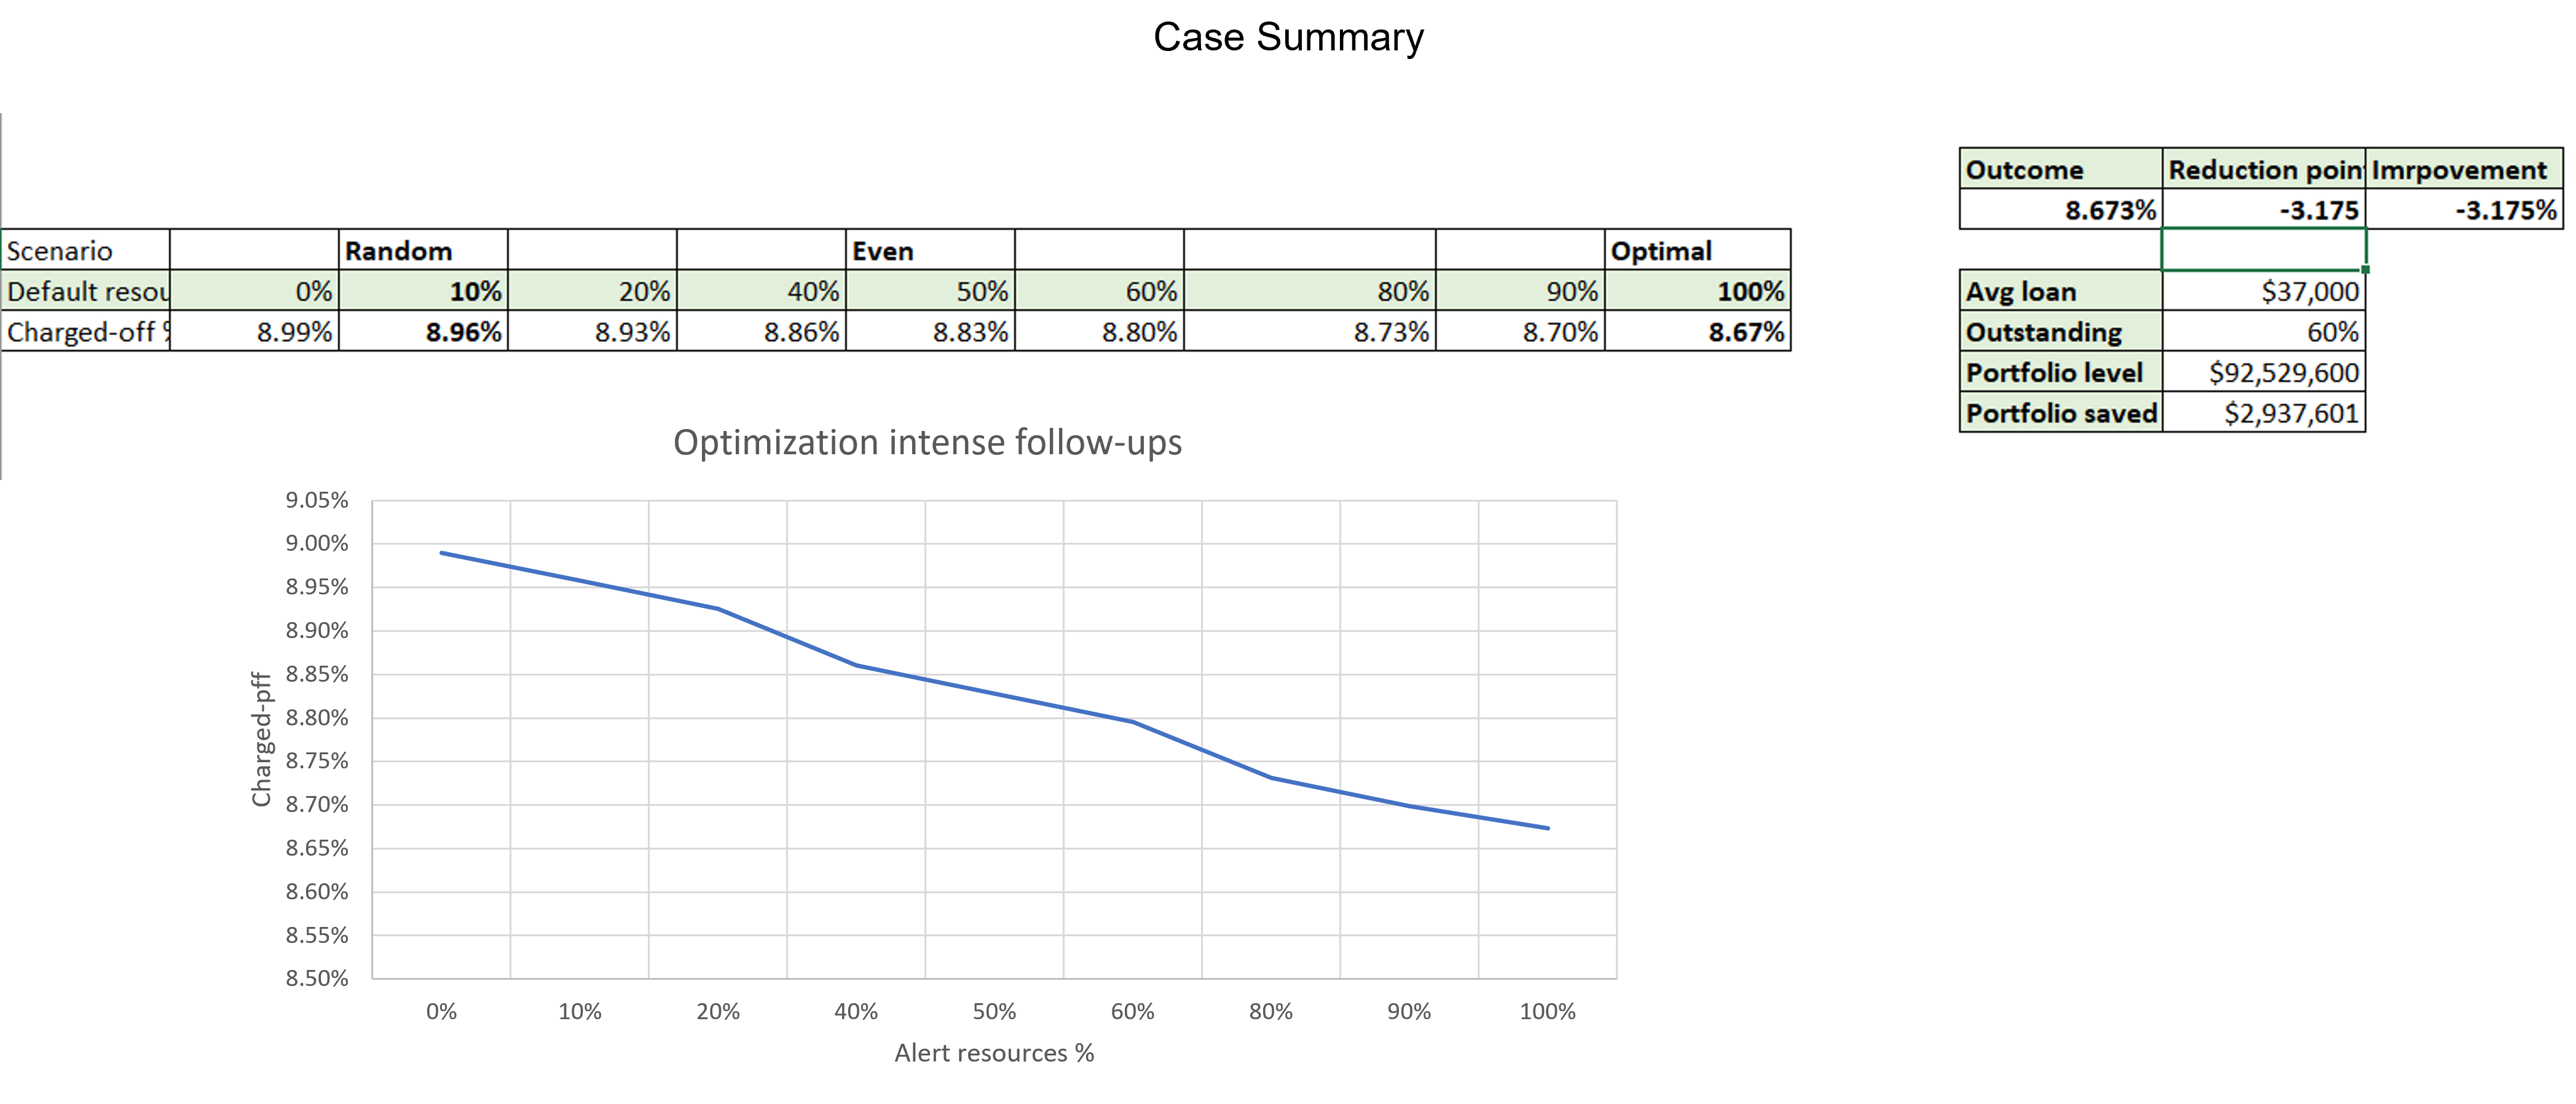 Case Summary
Outcome Reduction poin Imrpovement
8.673% -3.175 -3.175%
Scenario Random Even Optimal
Default resou 0% 10% 20% 40% 50% 60% 80% 90% 100%
Charged-off % 8.99% 8.96% 8.93% 8.86% 8.83% 8.80% 8.73% 8.70% 8.67%
Avg loan $37,000
Outstanding 60%
Portfolio level $92,529,600
Portfolio saved $2,937,601
Optimization intense follow-ups
9.05%
9.00%
8.95%
8.90%
8.85%
8.80%
8.75%
8.70%
8.65%
8.60%
8.55%
8.50%
Charged-pff
0% 10% 20% 40% 50% 60% 80% 90% 100%
Alert resources %